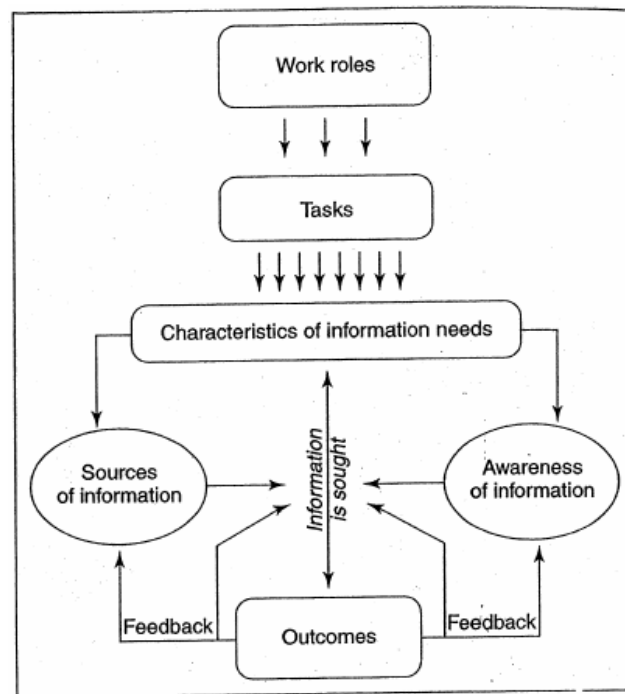 Work roles
Tasks
Characteristics of information needs
Sources
of information
Information
is sought
Awareness
of information
Feedback
Outcomes
Feedback